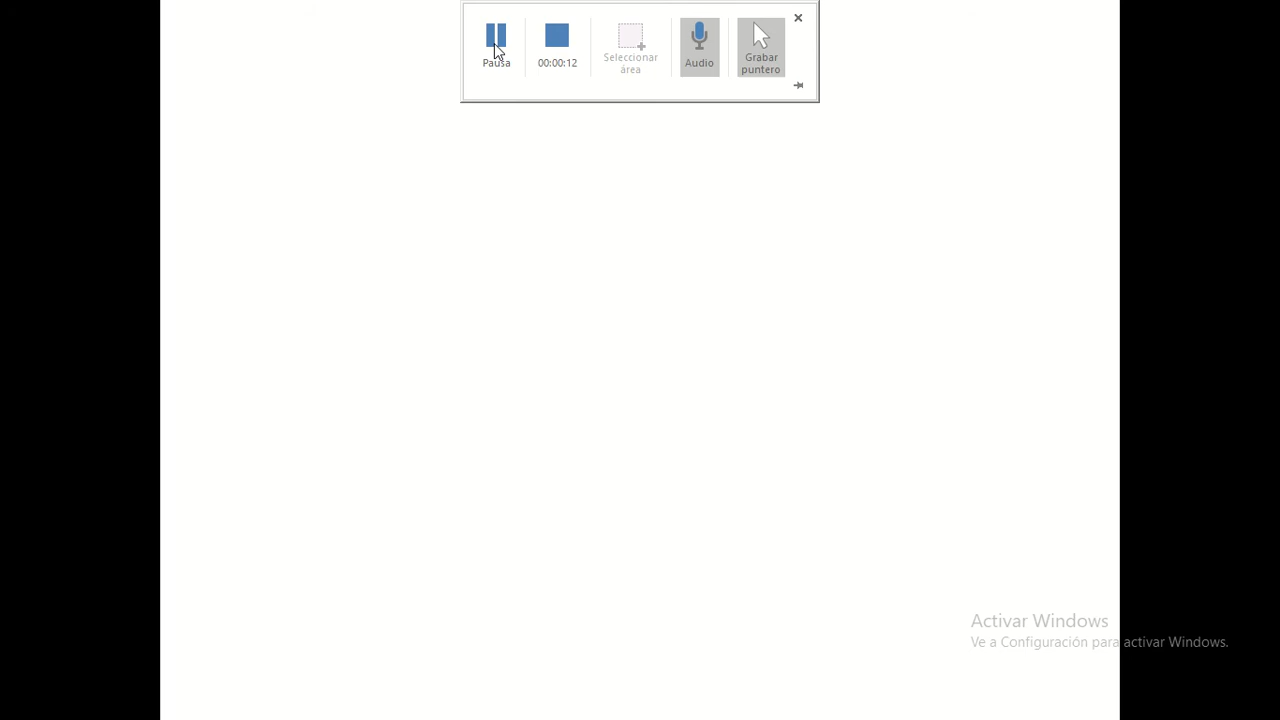 Pausa
00:00:12
Seleccionar
área
Audio
Grabar
puntero
Activar Windows
Ve a Configuración para activar Windows.